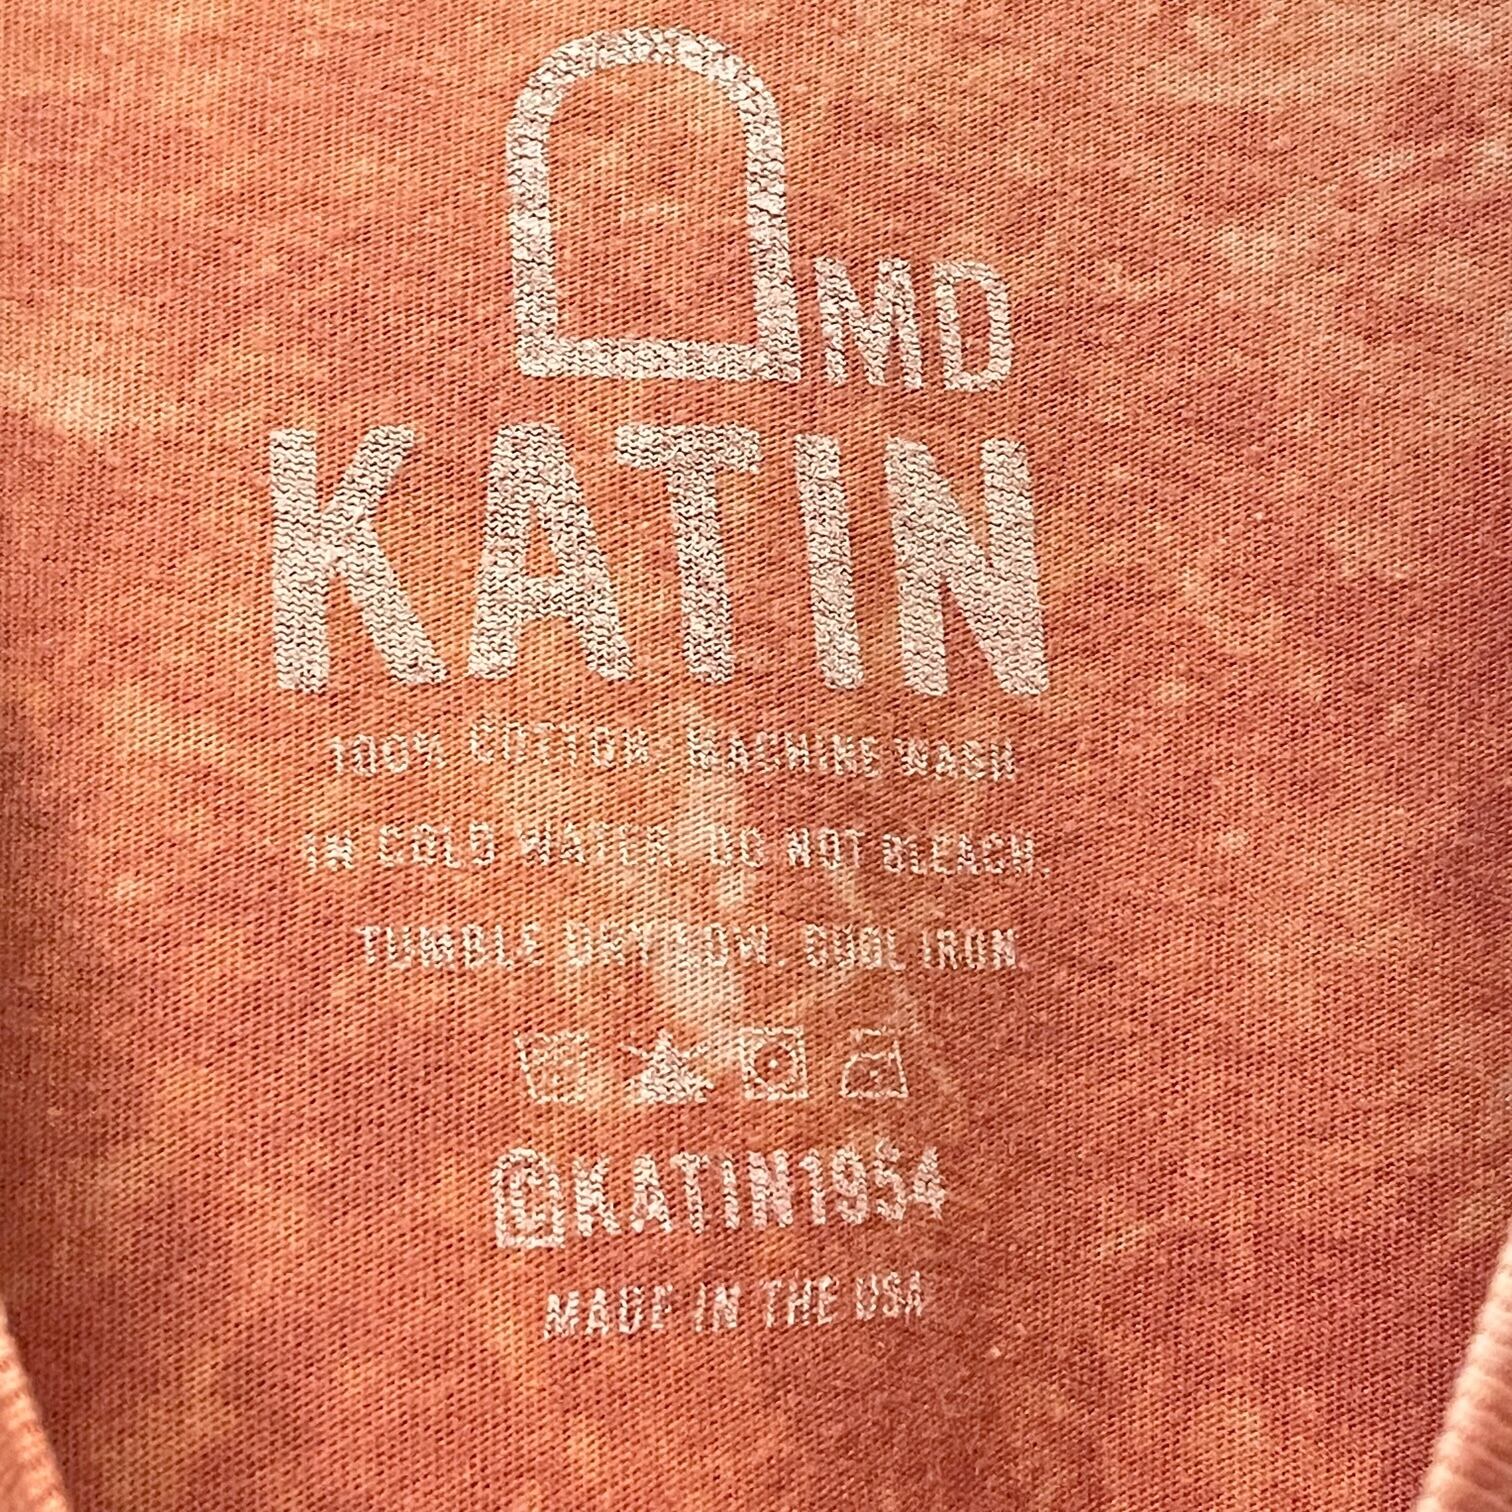 MD
KATIN
100% COTTON. MACHINE WASH
IN COLD WATER. DO NOT BLEACH.
TUMBLE DRY LOW. COOL IRON.
©KATIN1954
MADE IN THE USA